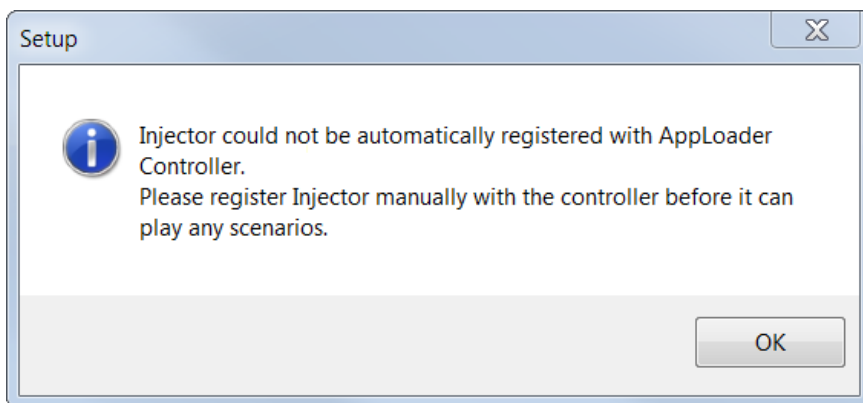 Setup
Injector could not be automatically registered with AppLoader
Controller.
Please register Injector manually with the controller before it can
play any scenarios.
OK